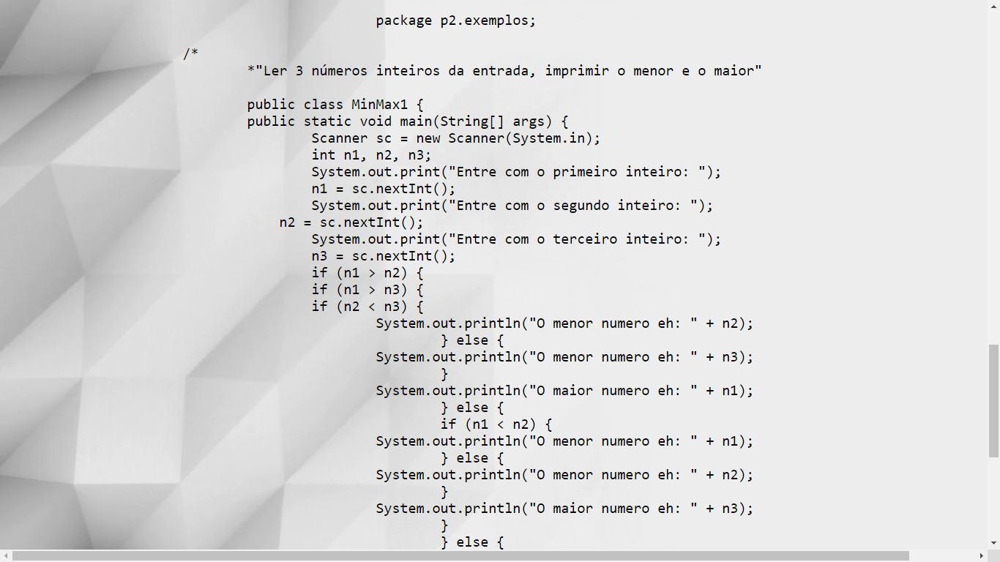 package p2.exemplos;
/*
*"Ler 3 números inteiros da entrada, imprimir o menor e o maior"
public class MinMax1 {
public static void main(String[] args) {
Scanner sc = new Scanner(System.in);
int n1, n2, n3;
System.out.print("Entre com o primeiro inteiro: ");
n1 = sc.nextInt();
System.out.print("Entre com o segundo inteiro: ");
n2 = sc.nextInt();
System.out.print("Entre com o terceiro inteiro: ");
n3 = sc.nextInt();
if (n1 > n2) {
if (n1 > n3) {
if (n2 < n3) {
System.out.println("O menor numero eh: " + n2);
} else {
System.out.println("O menor numero eh: " + n3);
}
System.out.println("O maior numero eh: " + n1);
} else {
if (n1 < n2) {
System.out.println("O menor numero eh: " + n1);
} else {
System.out.println("O menor numero eh: " + n2);
}
System.out.println("O maior numero eh: " + n3);
}
} else {